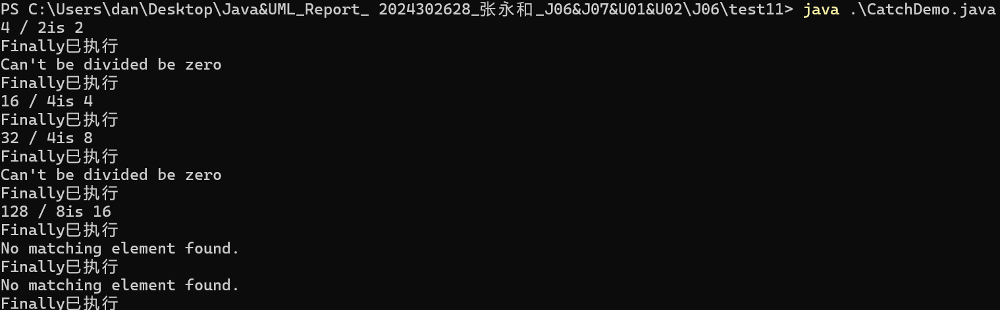 PS C:\Users\dan\Desktop\Java&UML_Report_ 2024302628_张永和_J06&J07&U01&U02\J06\test11> java .\CatchDemo.java
4 / 2is 2
Finally已执行
Can't be divided be zero
Finally已执行
16 / 4is 4
Finally已执行
32 / 4is 8
Finally已执行
Can't be divided be zero
Finally已执行
128 / 8is 16
Finally已执行
No matching element found.
Finally已执行
No matching element found.
Finally已执行